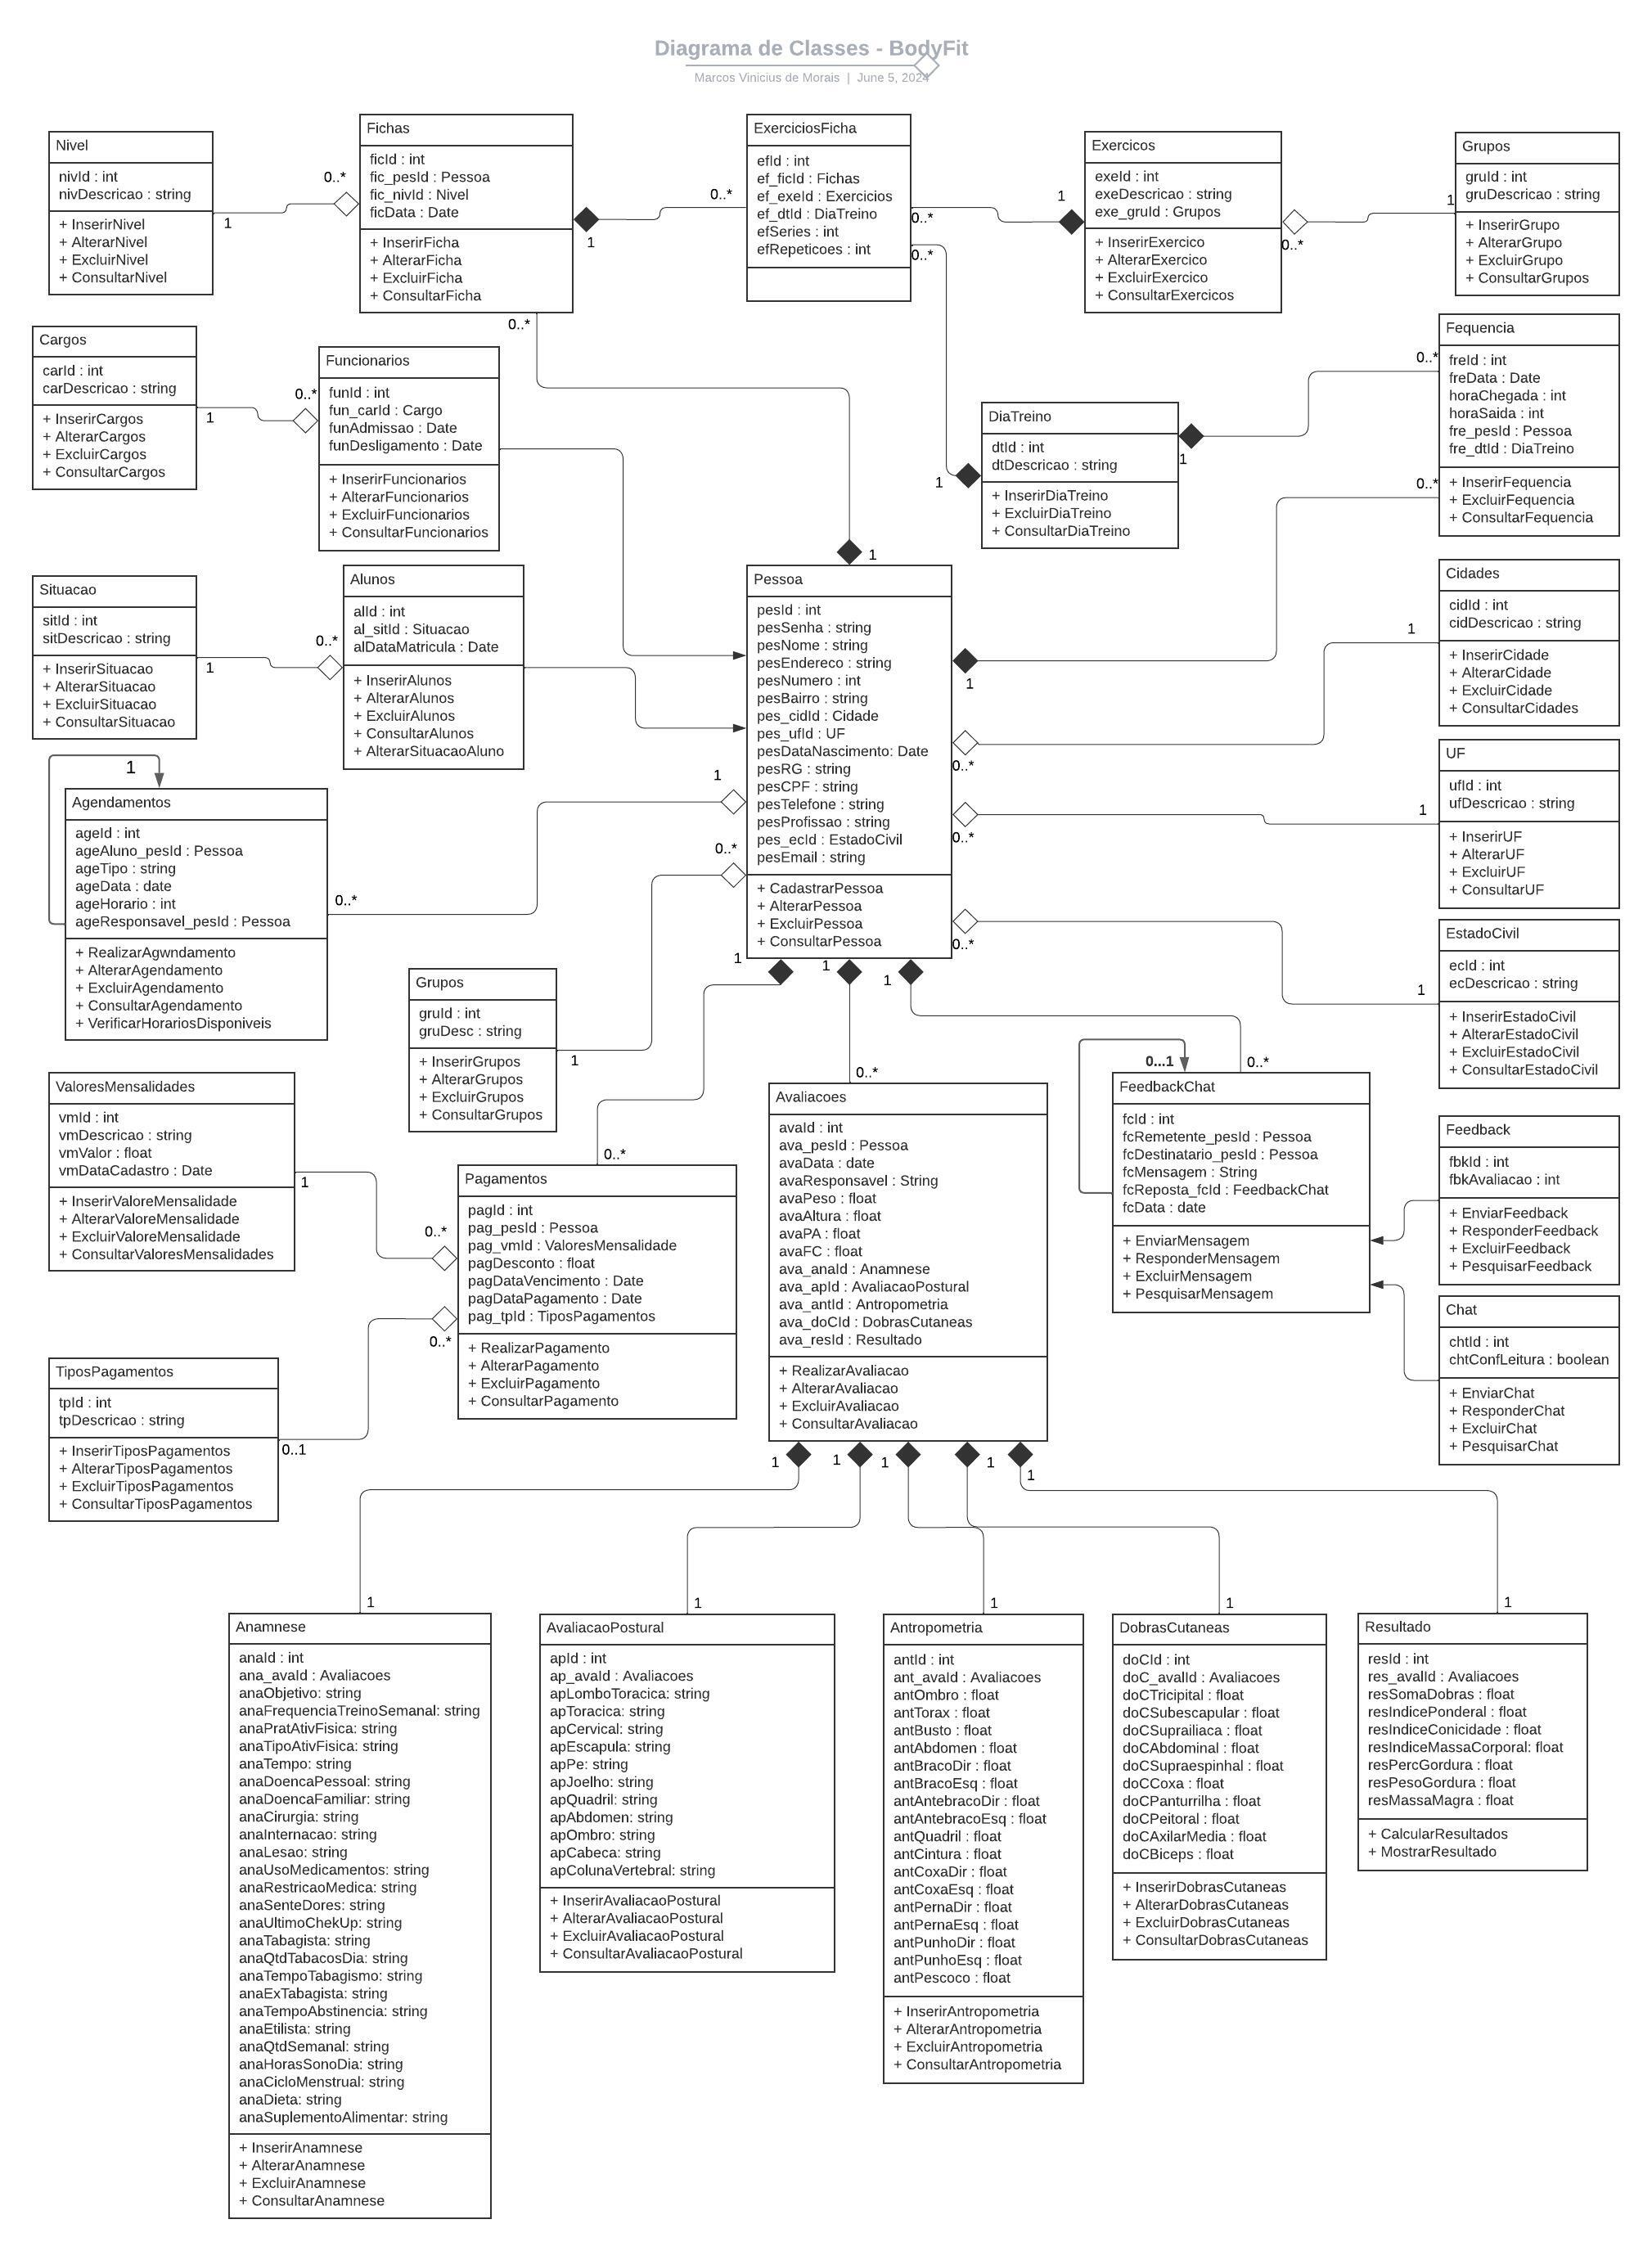 Diagrama de Classes - BodyFit
Marcos Vinicius de Morais | June 5, 2024
Nivel
nivId : int
nivDescricao : string
+ InserirNivel
+ AlterarNivel
+ ExcluirNivel
+ ConsultarNivel
1
0..*
Fichas
ficId : int
fic_pesId : Pessoa
fic_nivId : Nivel
ficData : Date
+ InserirFicha
+ AlterarFicha
+ ExcluirFicha
+ ConsultarFicha
1
0..*
0..*
ExerciciosFicha
efId : int
ef_ficId : Fichas
ef_exeId : Exercicios
ef_dtId : DiaTreino
efSeries : int
efRepeticoes : int
0..*
0..*
1
Exercicos
exeId : int
exeDescricao : string
exe_gruId : Grupos
+ InserirExercico
+ AlterarExercico
+ ExcluirExercico
+ ConsultarExercicos
0..*
1
Grupos
gruId : int
gruDescricao : string
+ InserirGrupo
+ AlterarGrupo
+ ExcluirGrupo
+ ConsultarGrupos
Cargos
carId : int
carDescricao : string
+ InserirCargos
+ AlterarCargos
+ ExcluirCargos
+ ConsultarCargos
1
0..*
Funcionarios
funId : int
fun_carId : Cargo
funAdmissao : Date
funDesligamento : Date
+ InserirFuncionarios
+ AlterarFuncionarios
+ ExcluirFuncionarios
+ ConsultarFuncionarios
1
DiaTreino
dtId : int
dtDescricao : string
+ InserirDiaTreino
+ ExcluirDiaTreino
+ ConsultarDiaTreino
1
0..*
0..*
Fequencia
freId : int
freData : Date
horaChegada : int
horaSaida : int
fre_pesId : Pessoa
fre_dtId : DiaTreino
+ InserirFequencia
+ ExcluirFequencia
+ ConsultarFequencia
Situacao
sitId : int
sitDescricao : string
+ InserirSituacao
+ AlterarSituacao
+ ExcluirSituacao
+ ConsultarSituacao
1
0..*
Alunos
alId : int
al_sitId : Situacao
alDataMatricula : Date
+ InserirAlunos
+ AlterarAlunos
+ ExcluirAlunos
+ ConsultarAlunos
+ AlterarSituacaoAluno
1
Pessoa
pesId : int
pesSenha : string
pesNome : string
pesEndereco : string
pesNumero : int
pesBairro : string
pes_cidId : Cidade
pes_ufId : UF
pesDataNascimento: Date
pesRG : string
pesCPF : string
pesTelefone : string
pesProfissao : string
pes_ecId : EstadoCivil
pesEmail : string
+ CadastrarPessoa
+ AlterarPessoa
+ ExcluirPessoa
+ ConsultarPessoa
1
0..*
0..*
0..*
1
0..*
1
1
1
1
Cidades
cidId : int
cidDescricao : string
+ InserirCidade
+ AlterarCidade
+ ExcluirCidade
+ ConsultarCidades
1
UF
ufId : int
ufDescricao : string
+ InserirUF
+ AlterarUF
+ ExcluirUF
+ ConsultarUF
1
EstadoCivil
ecId : int
ecDescricao : string
+ InserirEstadoCivil
+ AlterarEstadoCivil
+ ExcluirEstadoCivil
+ ConsultarEstadoCivil
1
Agendamentos
ageId : int
ageAluno_pesId : Pessoa
ageTipo : string
ageData : date
ageHorario : int
ageResponsavel_pesId : Pessoa
+ RealizarAgwndamento
+ AlterarAgendamento
+ ExcluirAgendamento
+ ConsultarAgendamento
+ VerificarHorariosDisponiveis
1
0..*
Grupos
gruId : int
gruDesc : string
+ InserirGrupos
+ AlterarGrupos
+ ExcluirGrupos
+ ConsultarGrupos
1
ValoresMensalidades
vmId : int
vmDescricao : string
vmValor : float
vmDataCadastro : Date
+ InserirValoreMensalidade
+ AlterarValoreMensalidade
+ ExcluirValoreMensalidade
+ ConsultarValoresMensalidades
1
0..*
0..*
0..*
Pagamentos
pagId : int
pag_pesId : Pessoa
pag_vmId : ValoresMensalidade
pagDesconto : float
pagDataVencimento : Date
pagDataPagamento : Date
pag_tpId : TiposPagamentos
+ RealizarPagamento
+ AlterarPagamento
+ ExcluirPagamento
+ ConsultarPagamento
TiposPagamentos
tpId : int
tpDescricao : string
+ InserirTiposPagamentos
+ AlterarTiposPagamentos
+ ExcluirTiposPagamentos
+ ConsultarTiposPagamentos
0..1
0..*
Avaliacoes
avaId : int
ava_pesId : Pessoa
avaData : date
avaResponsavel : String
avaPeso : float
avaAltura : float
avaPA : float
avaFC : float
ava_anaId : Anamnese
ava_apId : AvaliacaoPostural
ava_antId : Antropometria
ava_doCId : DobrasCutaneas
ava_resId : Resultado
+ RealizarAvaliacao
+ AlterarAvaliacao
+ ExcluirAvaliacao
+ ConsultarAvaliacao
1
1
1
1
1
0...1
0..*
FeedbackChat
fcId : int
fcRemetente_pesId : Pessoa
fcDestinatario_pesId : Pessoa
fcMensagem : String
fcReposta_fcId : FeedbackChat
fcData : date
+ EnviarMensagem
+ ResponderMensagem
+ ExcluirMensagem
+ PesquisarMensagem
Feedback
fbkId : int
fbkAvaliacao : int
+ EnviarFeedback
+ ResponderFeedback
+ ExcluirFeedback
+ PesquisarFeedback
Chat
chtId : int
chtConfLeitura : boolean
+ EnviarChat
+ ResponderChat
+ ExcluirChat
+ PesquisarChat
1
Anamnese
anaId : int
ana_avaId : Avaliacoes
anaObjetivo: string
anaFrequenciaTreinoSemanal: string
anaPratAtivFisica: string
anaTipoAtivFisica: string
anaTempo: string
anaDoencaPessoal: string
anaDoencaFamiliar: string
anaCirurgia: string
anaInternacao: string
anaLesao: string
anaUsoMedicamentos: string
anaRestricaoMedica: string
anaSenteDores: string
anaUltimoChekUp: string
anaTabagista: string
anaQtdTabacosDia: string
anaTempoTabagismo: string
anaExTabagista: string
anaTempoAbstinencia: string
anaEtilista: string
anaQtdSemanal: string
anaHorasSonoDia: string
anaCicloMenstrual: string
anaDieta: string
anaSuplementoAlimentar: string
+ InserirAnamnese
+ AlterarAnamnese
+ ExcluirAnamnese
+ ConsultarAnamnese
1
AvaliacaoPostural
apId : int
ap_avaId : Avaliacoes
apLomboToracica: string
apToracica: string
apCervical: string
apEscapula: string
apPe: string
apJoelho: string
apQuadril: string
apAbdomen: string
apOmbro: string
apCabeca: string
apColunaVertebral: string
+ InserirAvaliacaoPostural
+ AlterarAvaliacaoPostural
+ ExcluirAvaliacaoPostural
+ ConsultarAvaliacaoPostural
1
Antropometria
antId : int
ant_avaId : Avaliacoes
antOmbro : float
antTorax : float
antBusto : float
antAbdomen : float
antBracoDir : float
antBracoEsq : float
antAntebracoDir : float
antAntebracoEsq : float
antQuadril : float
antCintura : float
antCoxaDir : float
antCoxaEsq : float
antPernaDir : float
antPernaEsq : float
antPunhoDir : float
antPunhoEsq : float
antPescoco : float
+ InserirAntropometria
+ AlterarAntropometria
+ ExcluirAntropometria
+ ConsultarAntropometria
1
DobrasCutaneas
doCId : int
doC_avaId : Avaliacoes
doCTricipital : float
doCSubescapular : float
doCSuprailiaca : float
doCAbdominal : float
doCSupraespinhal : float
doCCoxa : float
doCPanturrilha : float
doCPeitoral : float
doCAxilarMedia : float
doCBiceps : float
+ InserirDobrasCutaneas
+ AlterarDobrasCutaneas
+ ExcluirDobrasCutaneas
+ ConsultarDobrasCutaneas
1
Resultado
resId : int
res_avaId : Avaliacoes
resSomaDobras : float
resIndicePonderal : float
resIndiceConicidade : float
resIndiceMassaCorporal: float
resPercGordura : float
resPesoGordura : float
resMassaMagra : float
+ CalcularResultados
+ MostrarResultado